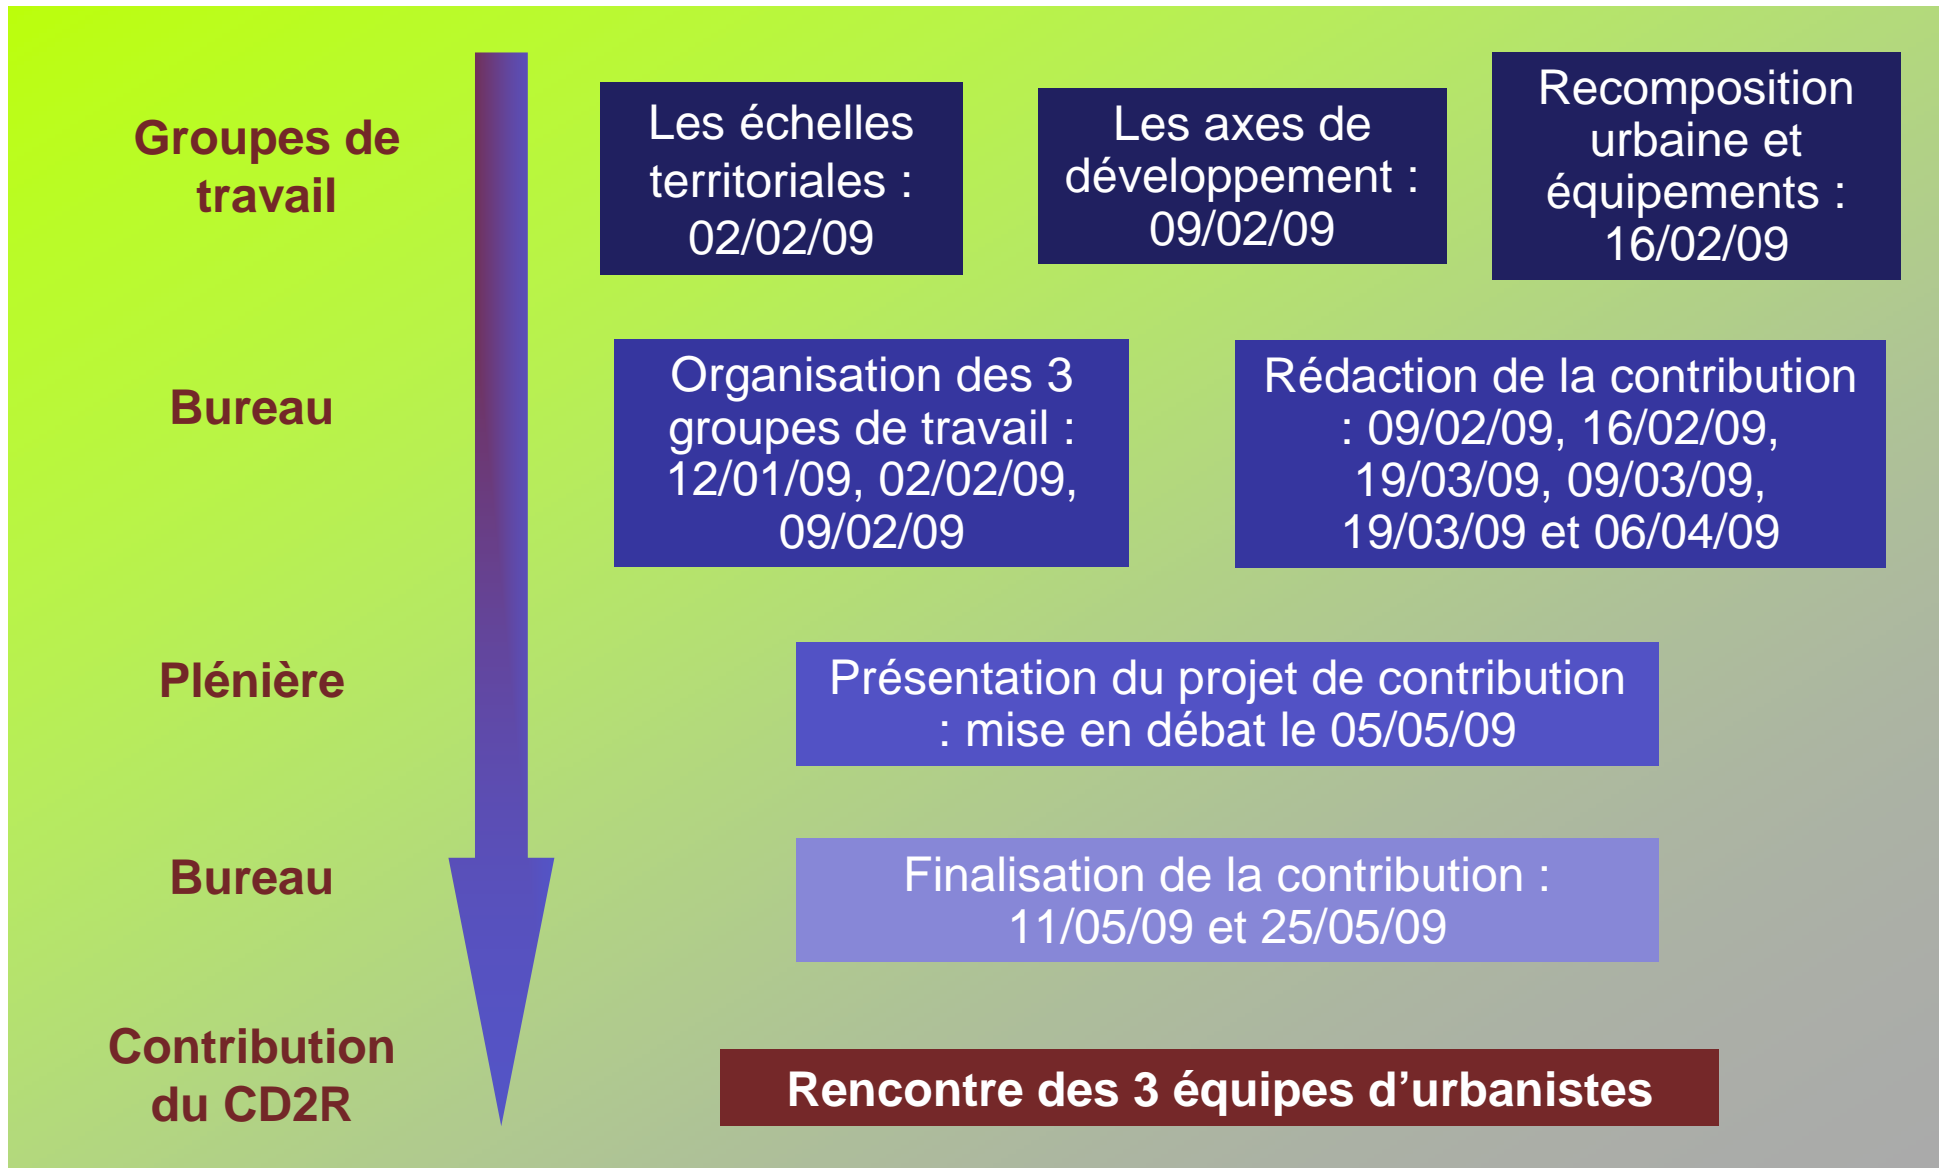 Groupes de
travail
Les échelles
territoriales :
02/02/09
Les axes de
développement :
09/02/09
Recomposition
urbaine et
équipements :
16/02/09
Bureau
Organisation des 3
groupes de travail :
12/01/09, 02/02/09,
09/02/09
Rédaction de la contribution
: 09/02/09, 16/02/09,
19/03/09, 09/03/09,
19/03/09 et 06/04/09
Plénière
Présentation du projet de contribution
: mise en débat le 05/05/09
Bureau
Finalisation de la contribution :
11/05/09 et 25/05/09
Contribution
du CD2R
Rencontre des 3 équipes d’urbanistes